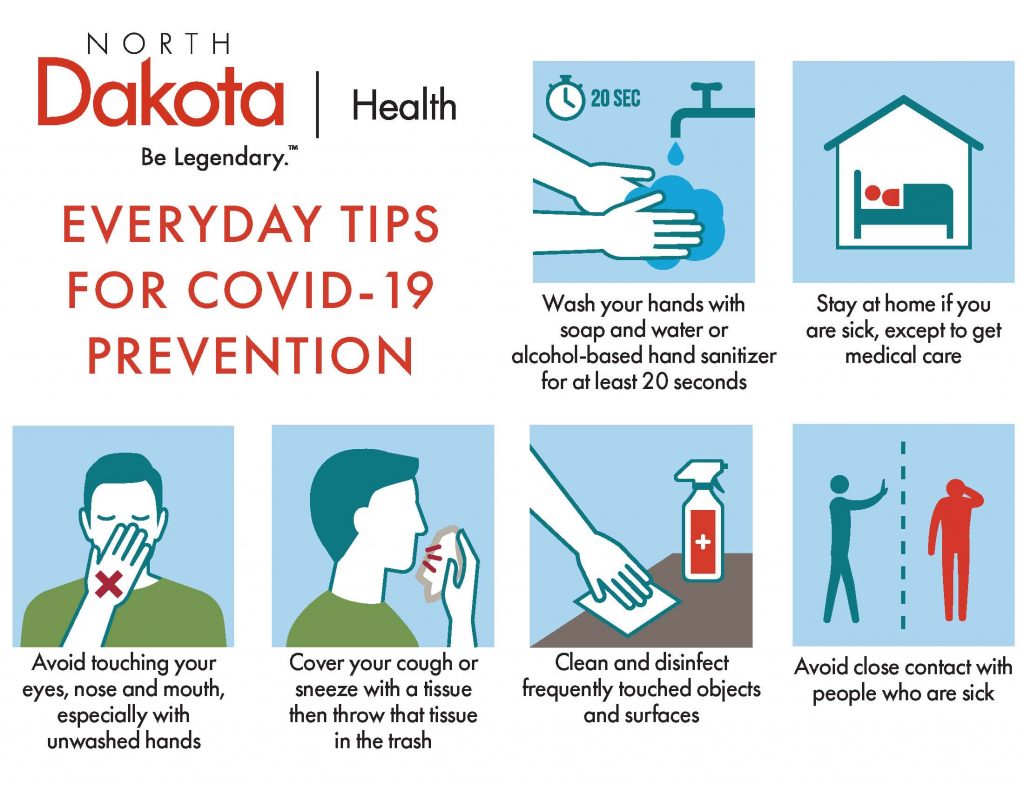 NORTH
Dakota | Health
Be Legendary.™
EVERYDAY TIPS
FOR COVID-19
PREVENTION
20 SEC
Wash your hands with
soap and water or
alcohol-based hand sanitizer
for at least 20 seconds
Stay at home if you
are sick, except to get
medical care
Avoid touching your
eyes, nose and mouth,
especially with
unwashed hands
Cover your cough or
sneeze with a tissue
then throw that tissue
in the trash
Clean and disinfect
frequently touched objects
and surfaces
Avoid close contact with
people who are sick